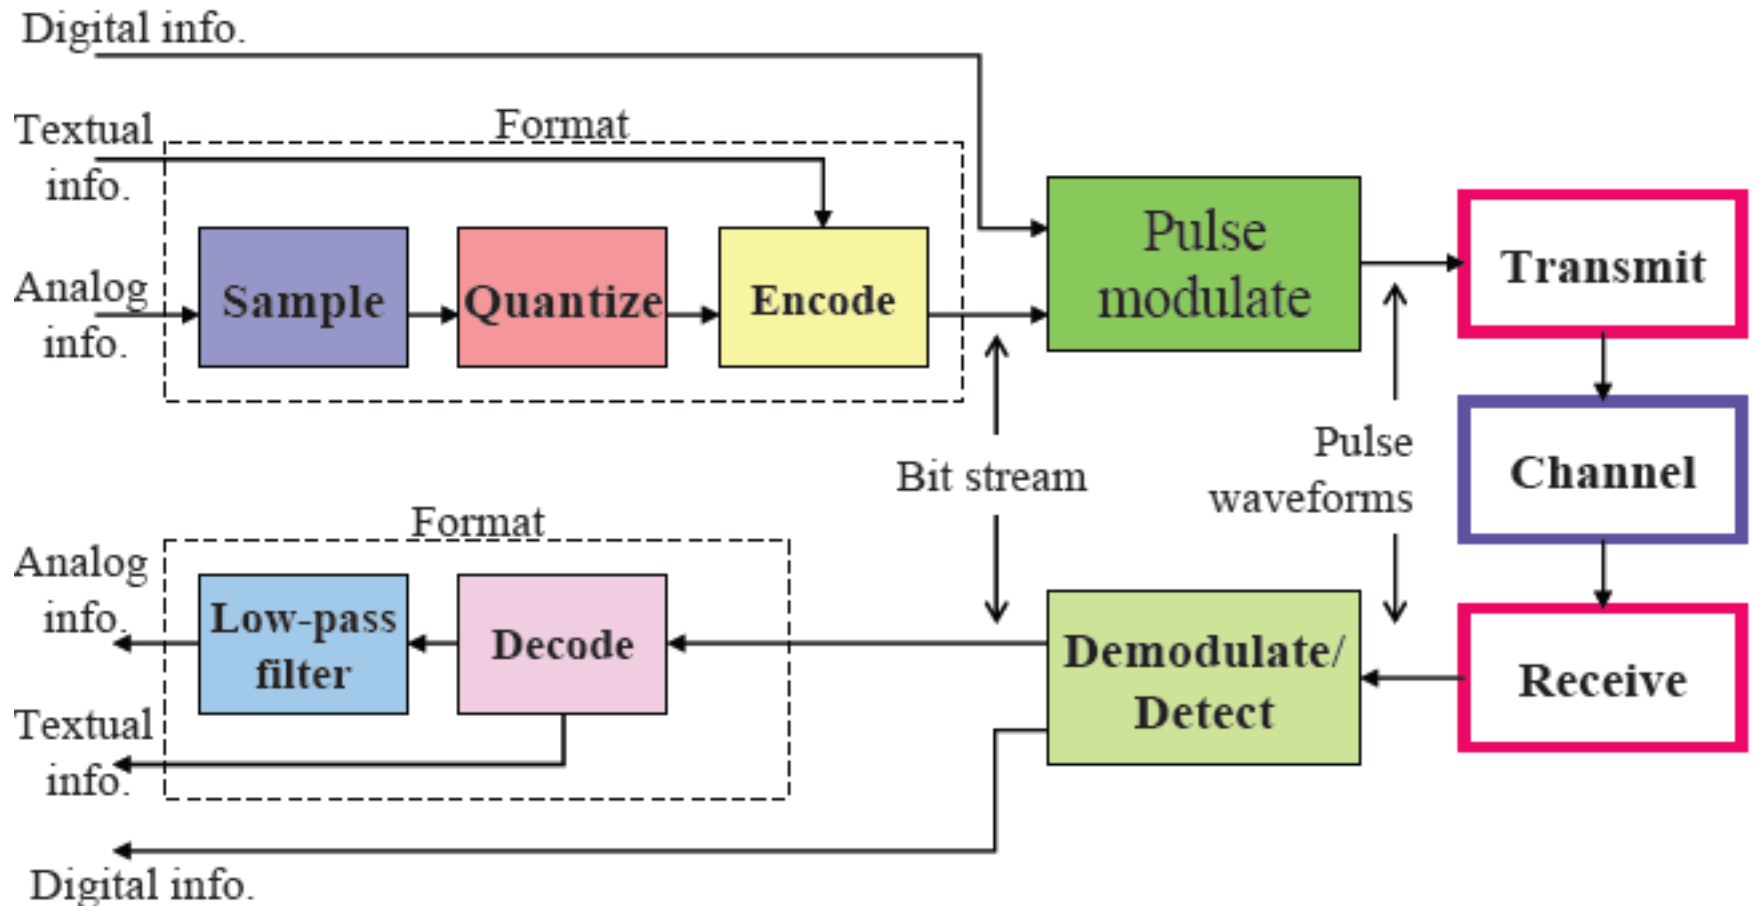 Digital info.
Textual
info.
Format
Analog
info.
Sample
Quantize
Encode
Pulse
modulate
Transmit
Bit stream
Pulse
waveforms
Channel
Format
Analog
info.
Low-pass
filter
Decode
Demodulate/
Detect
Receive
Textual
info.
Digital info.